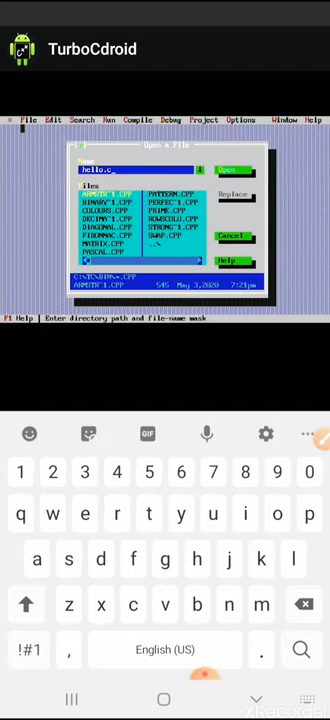 TurboCdroid
≡ File Edit Search Run Compile Debug Project Options Window Help
Open a File
Name
hello.c_
Open
Files
Replace
ARMSTR~1.CPP PATTERN.CPP
BINARY~1.CPP PERFEC~1.CPP
COLOURS.CPP PRIME.CPP
DECIMA~1.CPP ROWSCOLU.CPP
DIAGONAL.CPP STRONG~1.CPP
FIBONNAC.CPP SWAP.CPP
MATRIX.CPP ..\
PASCAL.CPP
Cancel
Help
C:\TC\BIN\*.CPP
ARMSTR~1.CPP 545 May 3,2020 7:21pm
F1 Help | Enter directory path and file-name mask
GIF
1 2 3 4 5 6 7 8 9 0
q w e r t y u i o p
a s d f g h j k l
z x c v b n m
!#1 , English (US) .
XRecorder